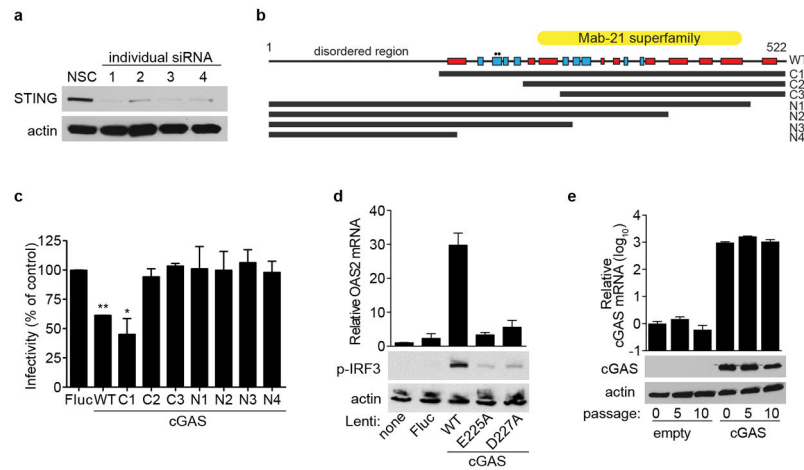 a
individual siRNA
NSC 1 2 3 4
STING
actin
b
Mab-21 superfamily
1 disordered region 522
WT
C1
C2
C3
N1
N2
N3
N4
c
Infectivity (% of control)
125
100
75
50
25
0
** *
Fluc WT C1 C2 C3 N1 N2 N3 N4
cGAS
d
Relative OAS2 mRNA
40
30
20
10
0
p-IRF3
actin
Lenti: none Fluc WT E225A D227A
cGAS
e
Relative
cGAS mRNA (log10)
3
2
1
0
-1
cGAS
actin
passage: 0 5 10 0 5 10
empty cGAS